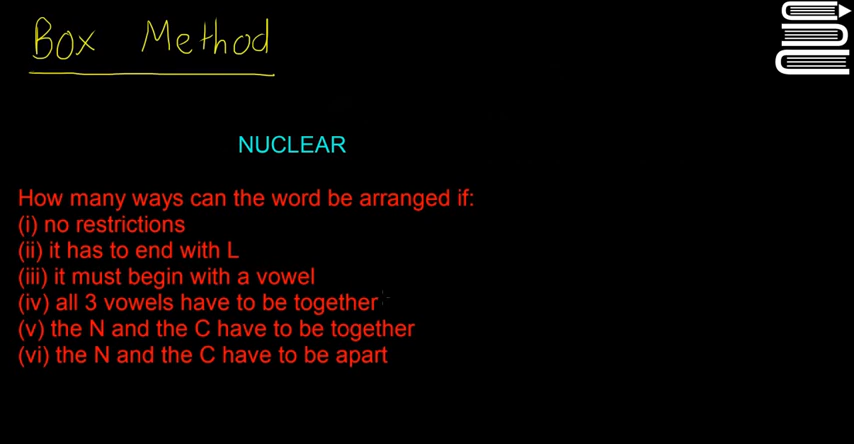 Box Method
NUCLEAR
How many ways can the word be arranged if:
(i) no restrictions
(ii) it has to end with L
(iii) it must begin with a vowel
(iv) all 3 vowels have to be together
(v) the N and the C have to be together
(vi) the N and the C have to be apart